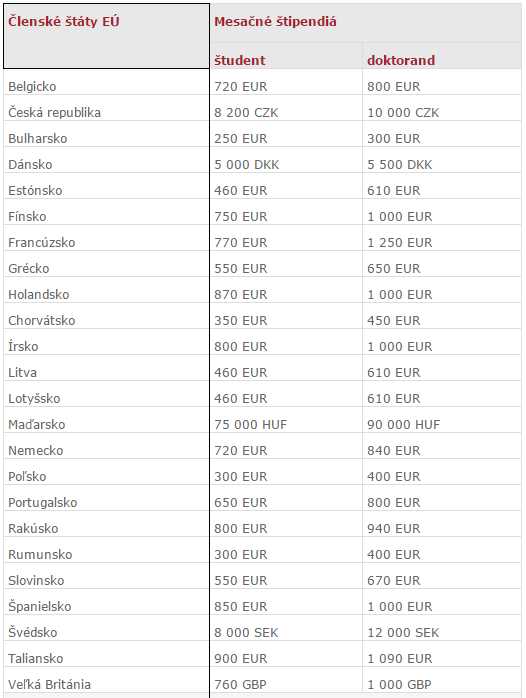 Členské štáty EÚ Mesačné štipendiá
študent doktorand
Belgicko 720 EUR 800 EUR
Česká republika 8 200 CZK 10 000 CZK
Bulharsko 250 EUR 300 EUR
Dánsko 5 000 DKK 5 500 DKK
Estónsko 460 EUR 610 EUR
Fínsko 750 EUR 1 000 EUR
Francúzsko 770 EUR 1 250 EUR
Grécko 550 EUR 650 EUR
Holandsko 870 EUR 1 000 EUR
Chorvátsko 350 EUR 450 EUR
Írsko 800 EUR 1 000 EUR
Litva 460 EUR 610 EUR
Lotyšsko 460 EUR 610 EUR
Maďarsko 75 000 HUF 90 000 HUF
Nemecko 720 EUR 840 EUR
Poľsko 300 EUR 400 EUR
Portugalsko 650 EUR 800 EUR
Rakúsko 800 EUR 940 EUR
Rumunsko 300 EUR 400 EUR
Slovinsko 550 EUR 670 EUR
Španielsko 850 EUR 1 000 EUR
Švédsko 8 000 SEK 12 000 SEK
Taliansko 900 EUR 1 090 EUR
Veľká Británia 760 GBP 1 000 GBP